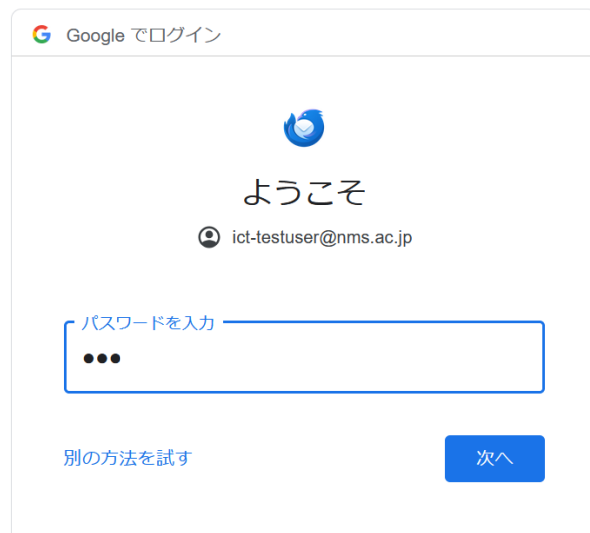 Google でログイン
ようこそ
ict-testuser@nms.ac.jp
パスワードを入力
•••
別の方法を試す
次へ